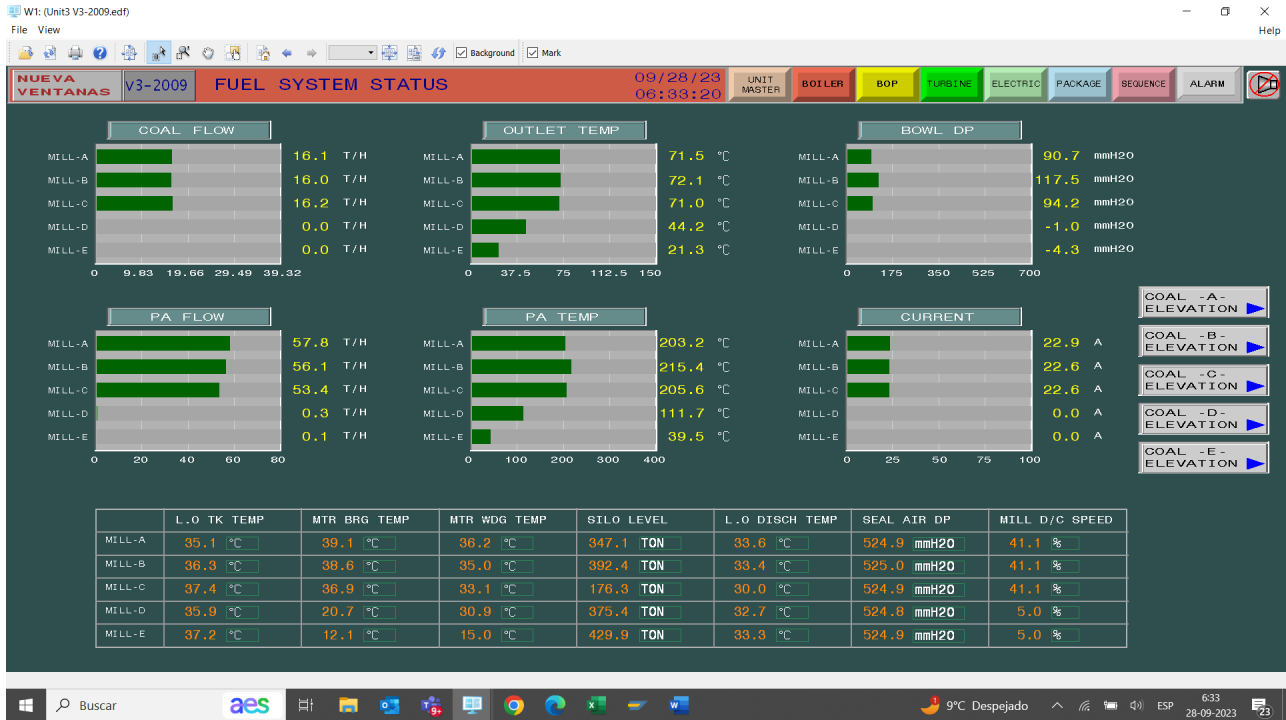 W1: (Unit3 V3-2009.edf)
File View Help
Background Mark
NUEVA VENTANAS V3-2009 FUEL SYSTEM STATUS 09/28/23 06:33:20 UNIT MASTER BOILER BOP TURBINE ELECTRIC PACKAGE SEQUENCE ALARM
COAL FLOW
MILL-A 16.1 T/H
MILL-B 16.0 T/H
MILL-C 16.2 T/H
MILL-D 0.0 T/H
MILL-E 0.0 T/H
0 9.83 19.66 29.49 39.32
OUTLET TEMP
MILL-A 71.5 °C
MILL-B 72.1 °C
MILL-C 71.0 °C
MILL-D 44.2 °C
MILL-E 21.3 °C
0 37.5 75 112.5 150
BOWL DP
MILL-A 90.7 mmH2O
MILL-B 117.5 mmH2O
MILL-C 94.2 mmH2O
MILL-D -1.0 mmH2O
MILL-E -4.3 mmH2O
0 175 350 525 700
PA FLOW
MILL-A 57.8 T/H
MILL-B 56.1 T/H
MILL-C 53.4 T/H
MILL-D 0.3 T/H
MILL-E 0.1 T/H
0 20 40 60 80
PA TEMP
MILL-A 203.2 °C
MILL-B 215.4 °C
MILL-C 205.6 °C
MILL-D 111.7 °C
MILL-E 39.5 °C
0 100 200 300 400
CURRENT
MILL-A 22.9 A
MILL-B 22.6 A
MILL-C 22.6 A
MILL-D 0.0 A
MILL-E 0.0 A
0 25 50 75 100
COAL -A-
ELEVATION
COAL -B-
ELEVATION
COAL -C-
ELEVATION
COAL -D-
ELEVATION
COAL -E-
ELEVATION
L.O TK TEMP MTR BRG TEMP MTR WDG TEMP SILO LEVEL L.O DISCH TEMP SEAL AIR DP MILL D/C SPEED
MILL-A 35.1 °C 39.1 °C 36.2 °C 347.1 TON 33.6 °C 524.9 mmH2O 41.1 %
MILL-B 36.3 °C 38.6 °C 35.0 °C 392.4 TON 33.4 °C 525.0 mmH2O 41.1 %
MILL-C 37.4 °C 36.9 °C 33.1 °C 176.3 TON 30.0 °C 524.9 mmH2O 41.1 %
MILL-D 35.9 °C 20.7 °C 30.9 °C 375.4 TON 32.7 °C 524.8 mmH2O 5.0 %
MILL-E 37.2 °C 12.1 °C 15.0 °C 429.9 TON 33.3 °C 524.9 mmH2O 5.0 %
Buscar aes 9+ 9°C Despejado ESP 6:33
28-09-2023 23